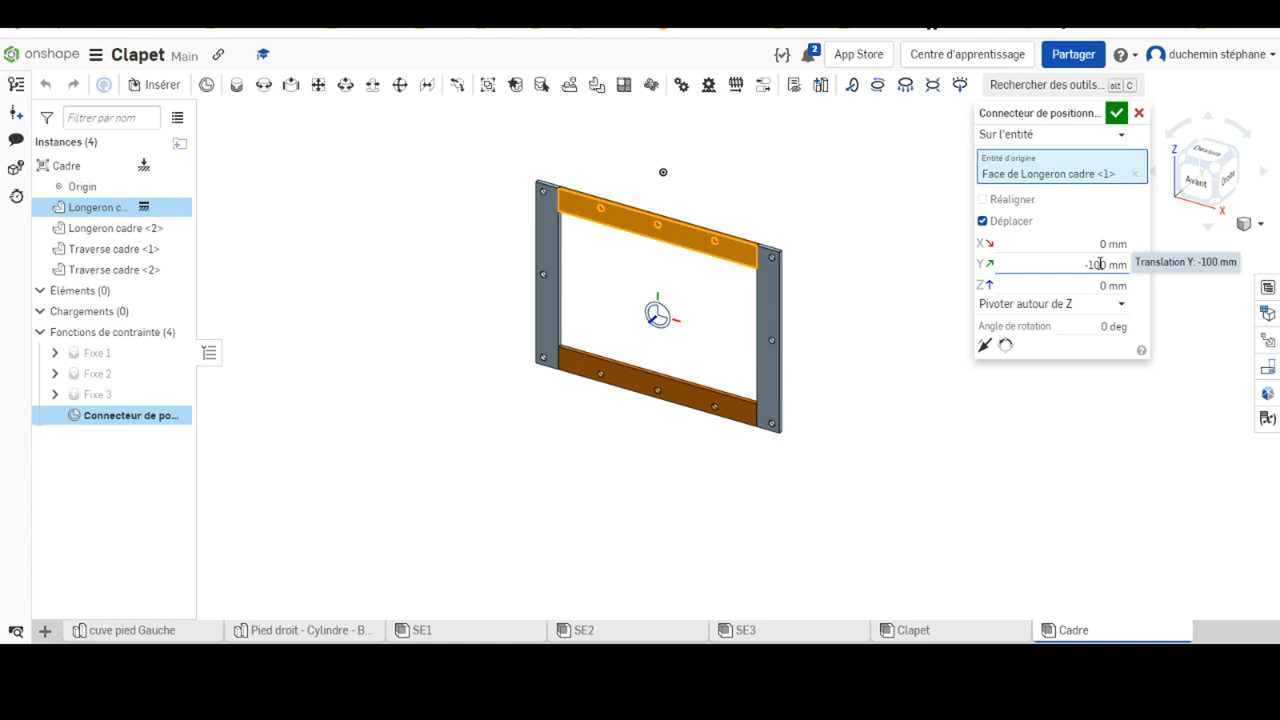 onshape Clapet Main 2 App Store Centre d'apprentissage Partager duchemin stéphane
Insérer Rechercher des outils... alt C
Filtrer par nom
Instances (4)
Cadre
Origin
Longeron c...
Longeron cadre <2>
Traverse cadre <1>
Traverse cadre <2>
Éléments (0)
Chargements (0)
Fonctions de contrainte (4)
Fixe 1
Fixe 2
Fixe 3
Connecteur de po...
Connecteur de positionn...
Sur l'entité
Entité d'origine
Face de Longeron cadre <1>
Réaligner
Déplacer
X 0 mm
Y -100 mm
Translation Y: -100 mm
Z 0 mm
Pivoter autour de Z
Angle de rotation 0 deg
Z
Dessus
Avant
Droite
X
cuve pied Gauche Pied droit - Cylindre - B... SE1 SE2 SE3 Clapet Cadre